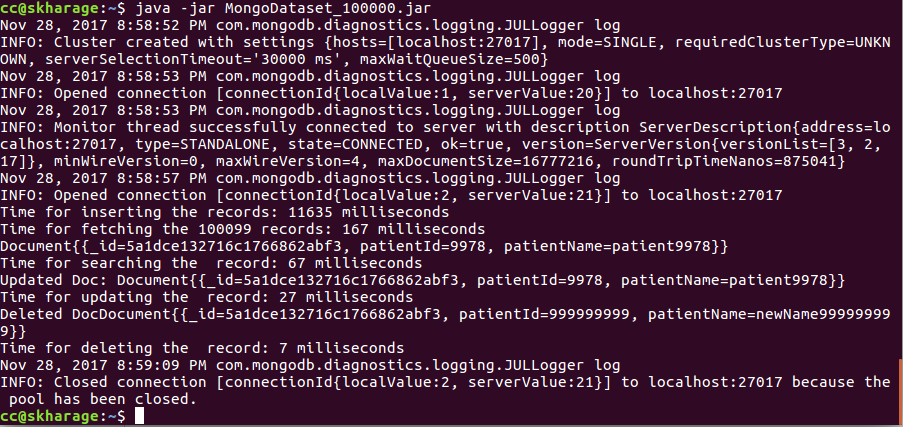 cc@skharage:~$ java -jar MongoDataset_100000.jar
Nov 28, 2017 8:58:52 PM com.mongodb.diagnostics.logging.JULLogger log
INFO: Cluster created with settings {hosts=[localhost:27017], mode=SINGLE, requiredClusterType=UNKN
OWN, serverSelectionTimeout='30000 ms', maxWaitQueueSize=500}
Nov 28, 2017 8:58:53 PM com.mongodb.diagnostics.logging.JULLogger log
INFO: Opened connection [connectionId{localValue:1, serverValue:20}] to localhost:27017
Nov 28, 2017 8:58:53 PM com.mongodb.diagnostics.logging.JULLogger log
INFO: Monitor thread successfully connected to server with description ServerDescription{address=lo
calhost:27017, type=STANDALONE, state=CONNECTED, ok=true, version=ServerVersion{versionList=[3, 2, 
17]}, minWireVersion=0, maxWireVersion=4, maxDocumentSize=16777216, roundTripTimeNanos=875041}
Nov 28, 2017 8:58:57 PM com.mongodb.diagnostics.logging.JULLogger log
INFO: Opened connection [connectionId{localValue:2, serverValue:21}] to localhost:27017
Time for inserting the records: 11635 milliseconds
Time for fetching the 100099 records: 167 milliseconds
Document{{_id=5a1dce132716c1766862abf3, patientId=9978, patientName=patient9978}}
Time for searching the  record: 67 milliseconds
Updated Doc: Document{{_id=5a1dce132716c1766862abf3, patientId=9978, patientName=patient9978}}
Time for updating the  record: 27 milliseconds
Deleted DocDocument{{_id=5a1dce132716c1766862abf3, patientId=999999999, patientName=newName99999999
9}}
Time for deleting the  record: 7 milliseconds
Nov 28, 2017 8:59:09 PM com.mongodb.diagnostics.logging.JULLogger log
INFO: Closed connection [connectionId{localValue:2, serverValue:21}] to localhost:27017 because the
 pool has been closed.
cc@skharage:~$